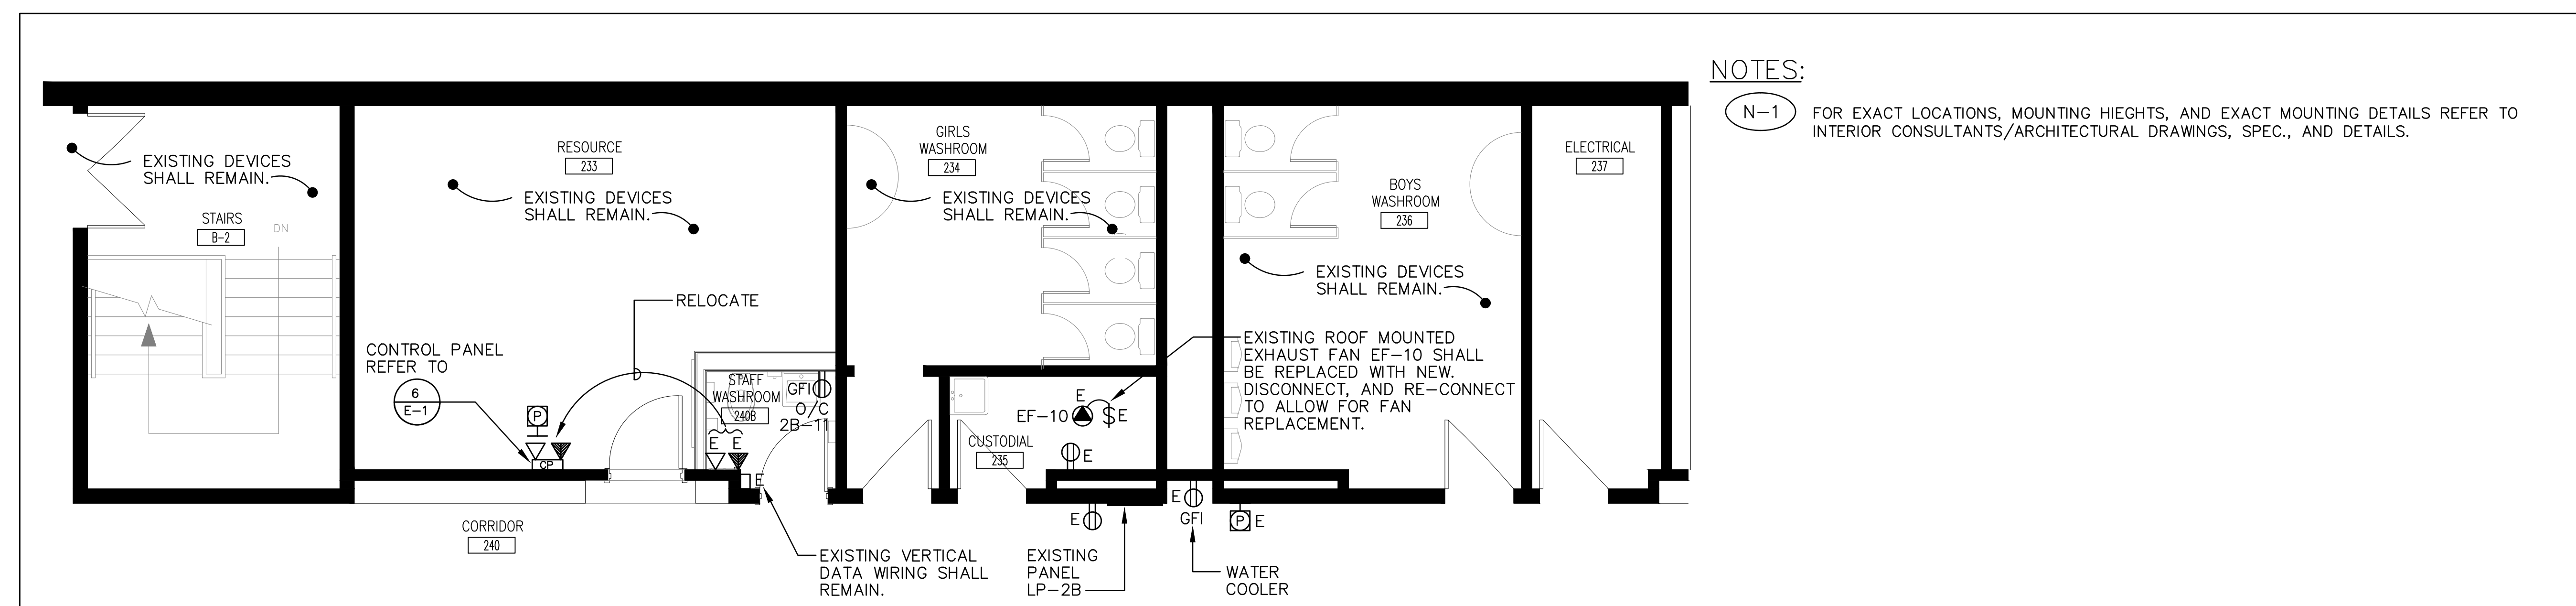 NOTES:
N-1
FOR EXACT LOCATIONS, MOUNTING HIEGHTS, AND EXACT MOUNTING DETAILS REFER TO
INTERIOR CONSULTANTS/ARCHITECTURAL DRAWINGS, SPEC., AND DETAILS.
EXISTING DEVICES
SHALL REMAIN.
STAIRS
B-2
DN
RESOURCE
233
EXISTING DEVICES
SHALL REMAIN.
RELOCATE
CONTROL PANEL
REFER TO
6
E-1
P
CP
STAFF
WASHROOM
240B
GFI
O/C
2B-11
E E
E
GIRLS
WASHROOM
234
EXISTING DEVICES
SHALL REMAIN.
E
EF-10
$E
CUSTODIAL
235
E
BOYS
WASHROOM
236
EXISTING DEVICES
SHALL REMAIN.
EXISTING ROOF MOUNTED
EXHAUST FAN EF-10 SHALL
BE REPLACED WITH NEW.
DISCONNECT, AND RE-CONNECT
TO ALLOW FOR FAN
REPLACEMENT.
ELECTRICAL
237
CORRIDOR
240
EXISTING VERTICAL
DATA WIRING SHALL
REMAIN.
E
EXISTING
PANEL
LP-2B
E
GFI
WATER
COOLER
P E